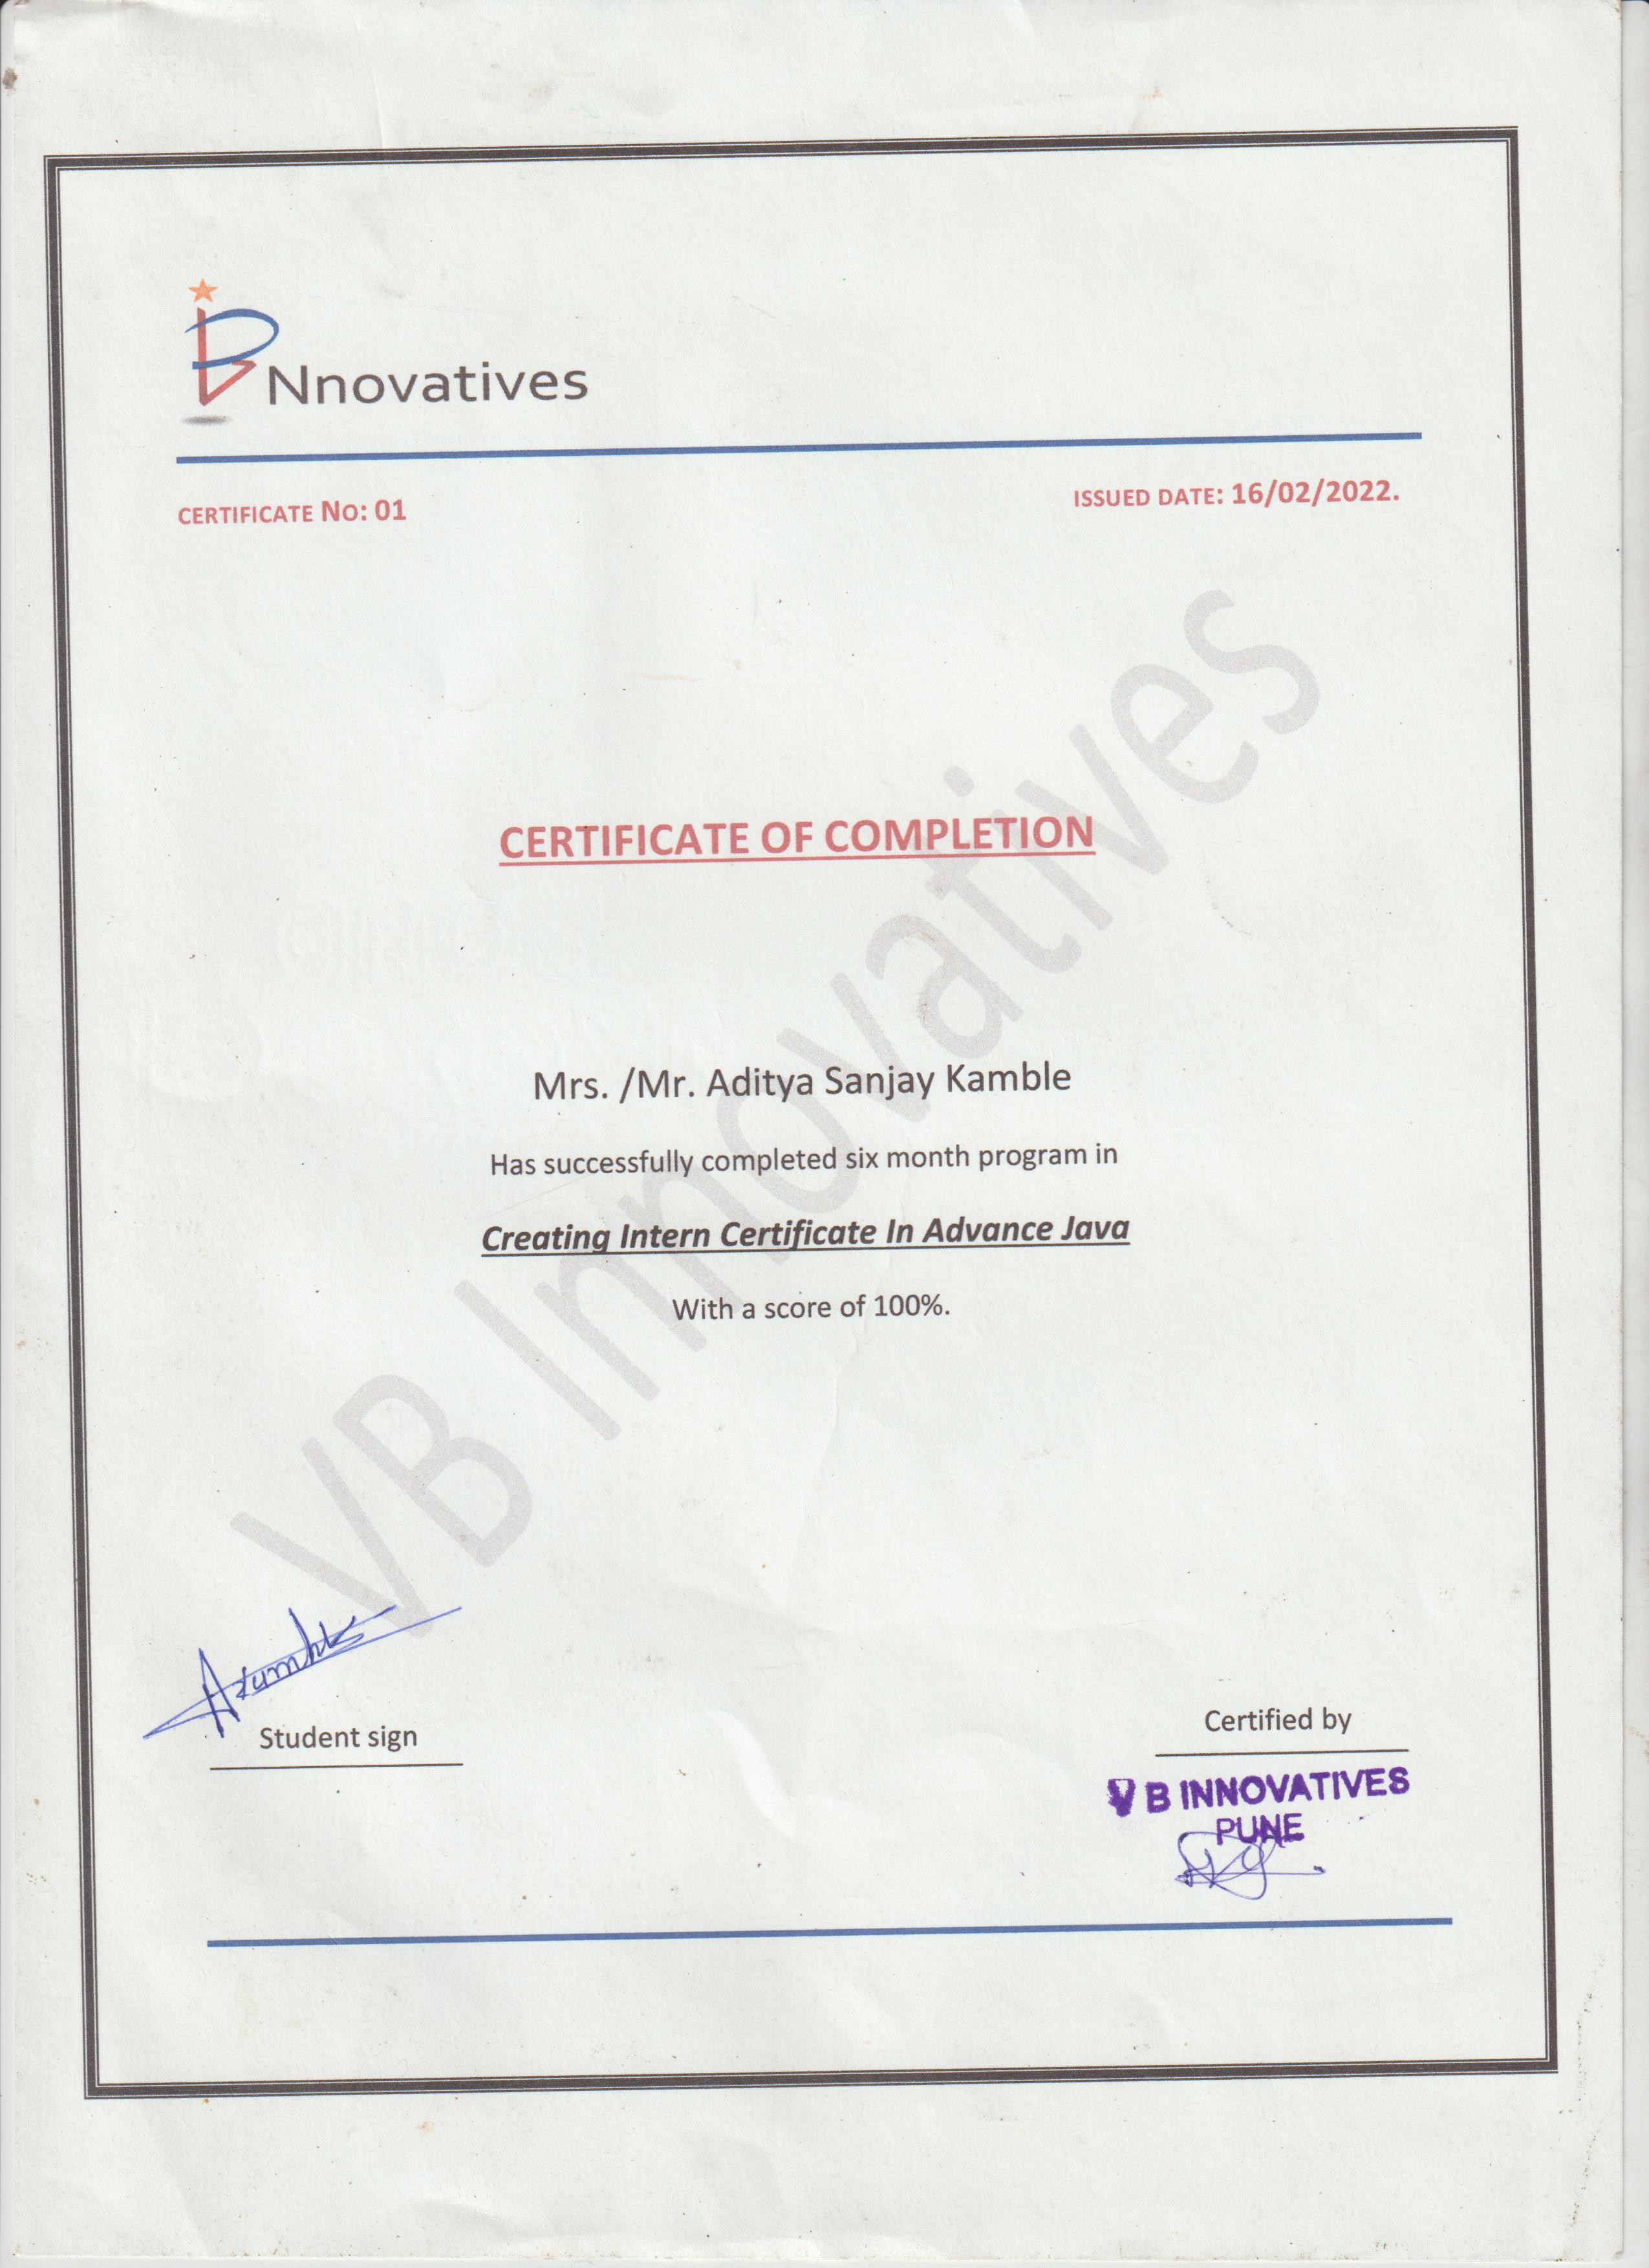 Nnovatives
CERTIFICATE NO: 01
ISSUED DATE: 16/02/2022.
CERTIFICATE OF COMPLETION
Mrs. /Mr. Aditya Sanjay Kamble
Has successfully completed six month program in
Creating Intern Certificate In Advance Java
With a score of 100%.
VB Innovatives
Student sign
Certified by
V B INNOVATIVES
PUNE